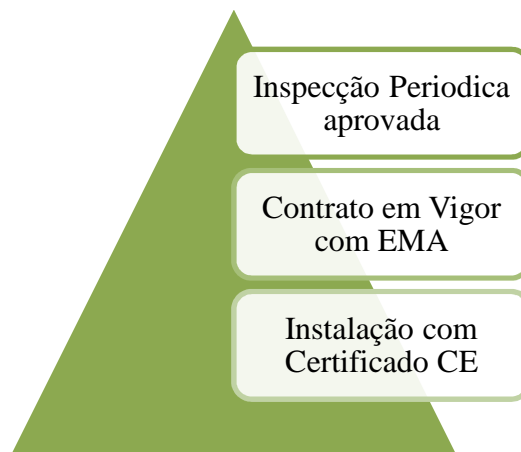 Inspecção Periodica
aprovada
Contrato em Vigor
com EMA
Instalação com
Certificado CE